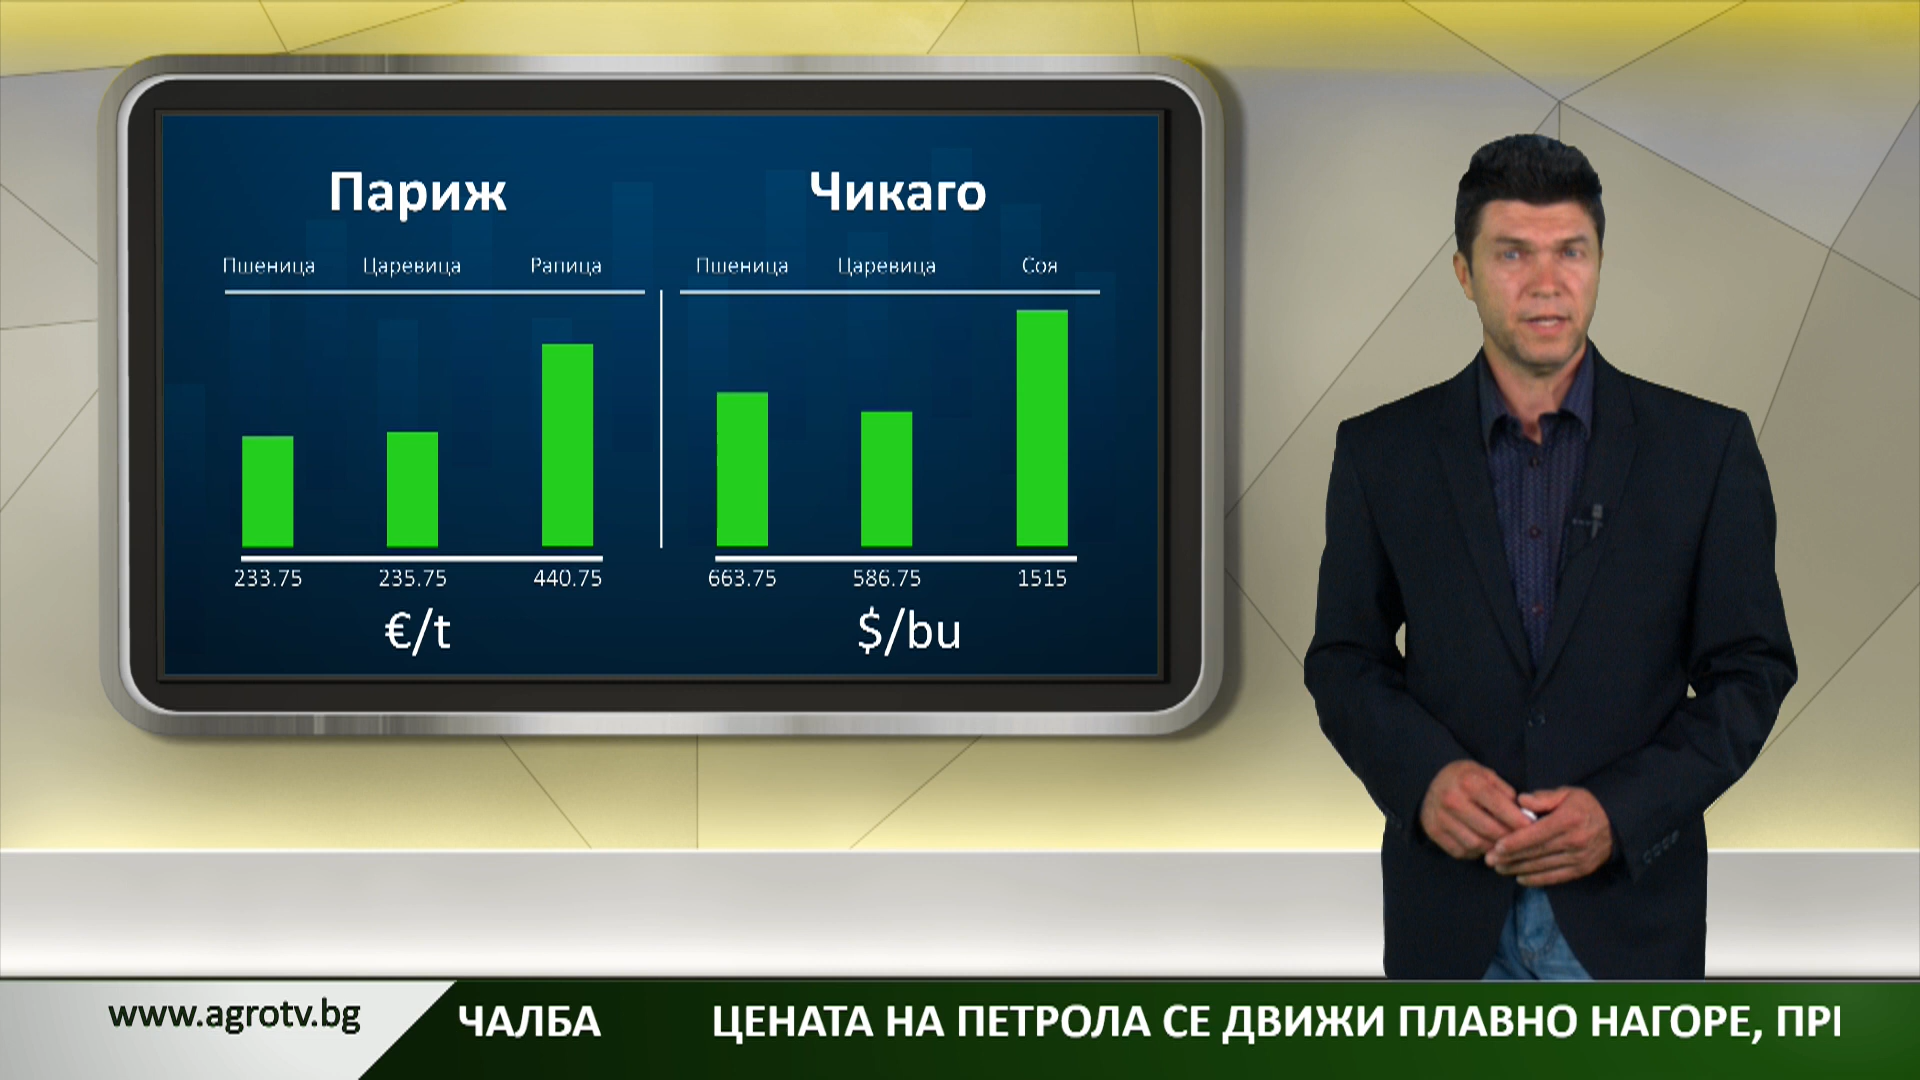 Париж
Чикаго
Пшеница Царевица Рапица
Пшеница Царевица Соя
233.75 235.75 440.75
663.75 586.75 1515
€/t
$/bu
www.agrotv.bg
ЧАЛБА ЦЕНАТА НА ПЕТРОЛА СЕ ДВИЖИ ПЛАВНО НАГОРЕ,